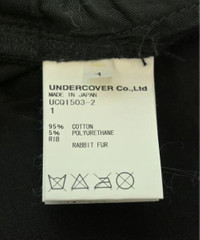 UNDERCOVER Co.,Ltd
MADE IN JAPAN
UCQ1503-2
1
95% COTTON
5% POLYURETHANE
RIB
RABBIT FUR